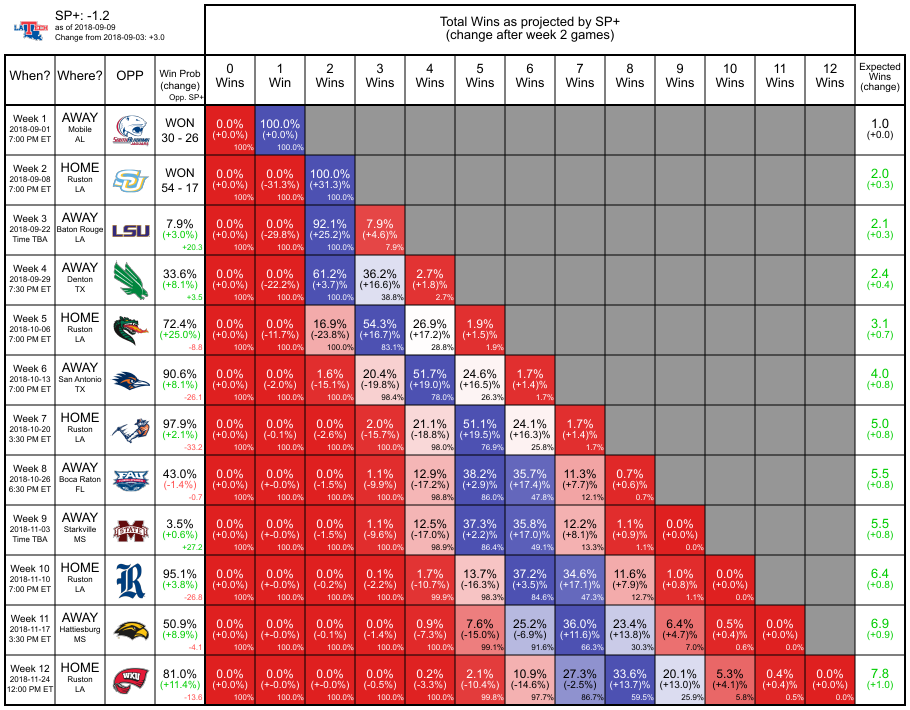 SP+: -1.2
as of 2018-09-09
Change from 2018-09-03: +3.0
LA TECH
Total Wins as projected by SP+
(change after week 2 games)
When? Where? OPP Win Prob (change) Opp. SP+ 0 Wins 1 Win 2 Wins 3 Wins 4 Wins 5 Wins 6 Wins 7 Wins 8 Wins 9 Wins 10 Wins 11 Wins 12 Wins Expected Wins (change)
Week 1 AWAY WON 0.0% 100.0% 1.0
2018-09-01 Mobile 30 - 26 (+0.0%) (+0.0%) (+0.0)
7:00 PM ET AL SOUTH ALABAMA JAGUARS 100% 100.0%
Week 2 HOME WON 0.0% 0.0% 100.0% 2.0
2018-09-08 Ruston SU 54 - 17 (+0.0%) (-31.3%) (+31.3)% (+0.3)
7:00 PM ET LA 100% 100.0% 100.0%
Week 3 AWAY 7.9% 0.0% 0.0% 92.1% 7.9% 2.1
2018-09-22 Baton Rouge LSU (+3.0%) (+0.0%) (-29.8%) (+25.2)% (+4.6)% (+0.3)
Time TBA LA +20.3 100% 100.0% 100.0% 7.9%
Week 4 AWAY 33.6% 0.0% 0.0% 61.2% 36.2% 2.7% 2.4
2018-09-29 Denton (+8.1%) (+0.0%) (-22.2%) (+3.7)% (+16.6)% (+1.8)% (+0.4)
7:30 PM ET TX +3.5 100% 100.0% 100.0% 38.8% 2.7%
Week 5 HOME 72.4% 0.0% 0.0% 16.9% 54.3% 26.9% 1.9% 3.1
2018-10-06 Ruston (+25.0%) (+0.0%) (-11.7%) (-23.8%) (+16.7)% (+17.2)% (+1.5)% (+0.7)
7:00 PM ET LA -8.8 100% 100.0% 100.0% 83.1% 28.8% 1.9%
Week 6 AWAY 90.6% 0.0% 0.0% 1.6% 20.4% 51.7% 24.6% 1.7% 4.0
2018-10-13 San Antonio (+8.1%) (+0.0%) (-2.0%) (-15.1%) (-19.8%) (+19.0)% (+16.5)% (+1.4)% (+0.8)
7:00 PM ET TX -26.1 100% 100.0% 100.0% 98.4% 78.0% 26.3% 1.7%
Week 7 HOME 97.9% 0.0% 0.0% 0.0% 2.0% 21.1% 51.1% 24.1% 1.7% 5.0
2018-10-20 Ruston (+2.1%) (+0.0%) (-0.1%) (-2.6%) (-15.7%) (-18.8%) (+19.5)% (+16.3)% (+1.4)% (+0.8)
3:30 PM ET LA -33.2 100% 100.0% 100.0% 100.0% 98.0% 76.9% 25.8% 1.7%
Week 8 AWAY 43.0% 0.0% 0.0% 0.0% 1.1% 12.9% 38.2% 35.7% 11.3% 0.7% 5.5
2018-10-26 Boca Raton FAU (-1.4%) (+0.0%) (+-0.0%) (-1.5%) (-9.9%) (-17.2%) (+2.9)% (+17.4)% (+7.7)% (+0.6)% (+0.8)
6:30 PM ET FL -0.7 100% 100.0% 100.0% 100.0% 98.8% 86.0% 47.8% 12.1% 0.7%
Week 9 AWAY 3.5% 0.0% 0.0% 0.0% 1.1% 12.5% 37.3% 35.8% 12.2% 1.1% 0.0% 5.5
2018-11-03 Starkville M STATE (+0.6%) (+0.0%) (+-0.0%) (-1.5%) (-9.6%) (-17.0%) (+2.2)% (+17.0)% (+8.1)% (+0.9)% (+0.0)% (+0.8)
Time TBA MS +27.2 100% 100.0% 100.0% 100.0% 98.9% 86.4% 49.1% 13.3% 1.1% 0.0%
Week 10 HOME 95.1% 0.0% 0.0% 0.0% 0.1% 1.7% 13.7% 37.2% 34.6% 11.6% 1.0% 0.0% 6.4
2018-11-10 Ruston R (+3.8%) (+0.0%) (+-0.0%) (-0.2%) (-2.2%) (-10.7%) (-16.3%) (+3.5)% (+17.1)% (+7.9)% (+0.8)% (+0.0)% (+0.8)
7:00 PM ET LA -26.8 100% 100.0% 100.0% 100.0% 99.9% 98.3% 84.6% 47.3% 12.7% 1.1% 0.0%
Week 11 AWAY 50.9% 0.0% 0.0% 0.0% 0.0% 0.9% 7.6% 25.2% 36.0% 23.4% 6.4% 0.5% 0.0% 6.9
2018-11-17 Hattiesburg (+8.9%) (+0.0%) (+-0.0%) (-0.1%) (-1.4%) (-7.3%) (-15.0%) (-6.9%) (+11.6)% (+13.8)% (+4.7)% (+0.4)% (+0.0)% (+0.9)
3:30 PM ET MS -4.1 100% 100.0% 100.0% 100.0% 100.0% 99.1% 91.6% 66.3% 30.3% 7.0% 0.6% 0.0%
Week 12 HOME 81.0% 0.0% 0.0% 0.0% 0.0% 0.2% 2.1% 10.9% 27.3% 33.6% 20.1% 5.3% 0.4% 0.0% 7.8
2018-11-24 Ruston WKU (+11.4%) (+0.0%) (+-0.0%) (+-0.0%) (-0.5%) (-3.3%) (-10.4%) (-14.6%) (-2.5%) (+13.7)% (+13.0)% (+4.1)% (+0.4)% (+0.0)% (+1.0)
12:00 PM ET LA -13.6 100% 100.0% 100.0% 100.0% 100.0% 99.8% 97.7% 86.7% 59.5% 25.9% 5.8% 0.5% 0.0%